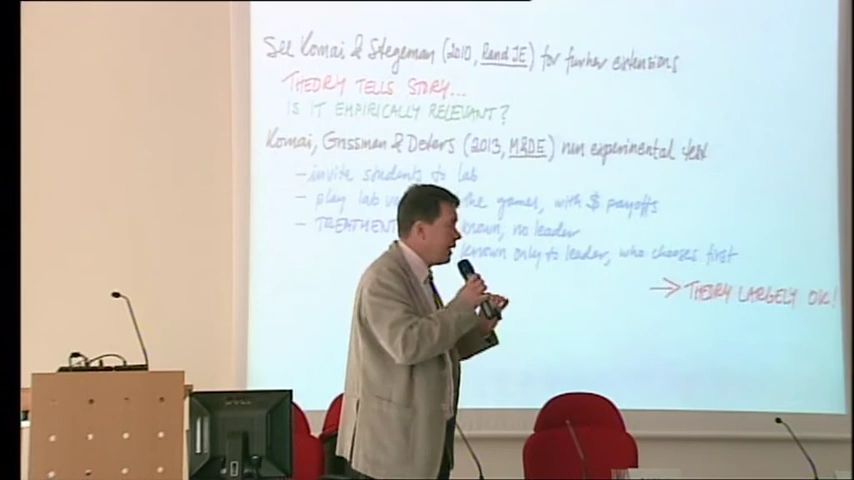 See Komai & Stegeman (2010, Rand JE) for further extensions
THEORY TELLS STORY...
IS IT EMPIRICALLY RELEVANT?
Komai, Grossman & Deters (2013, M&DE) run experimental test
– invite students to lab
– play lab the games, with $ payoffs
– TREATMENT known, no leader
known only to leader, who chooses first
→ THEORY LARGELY OK!